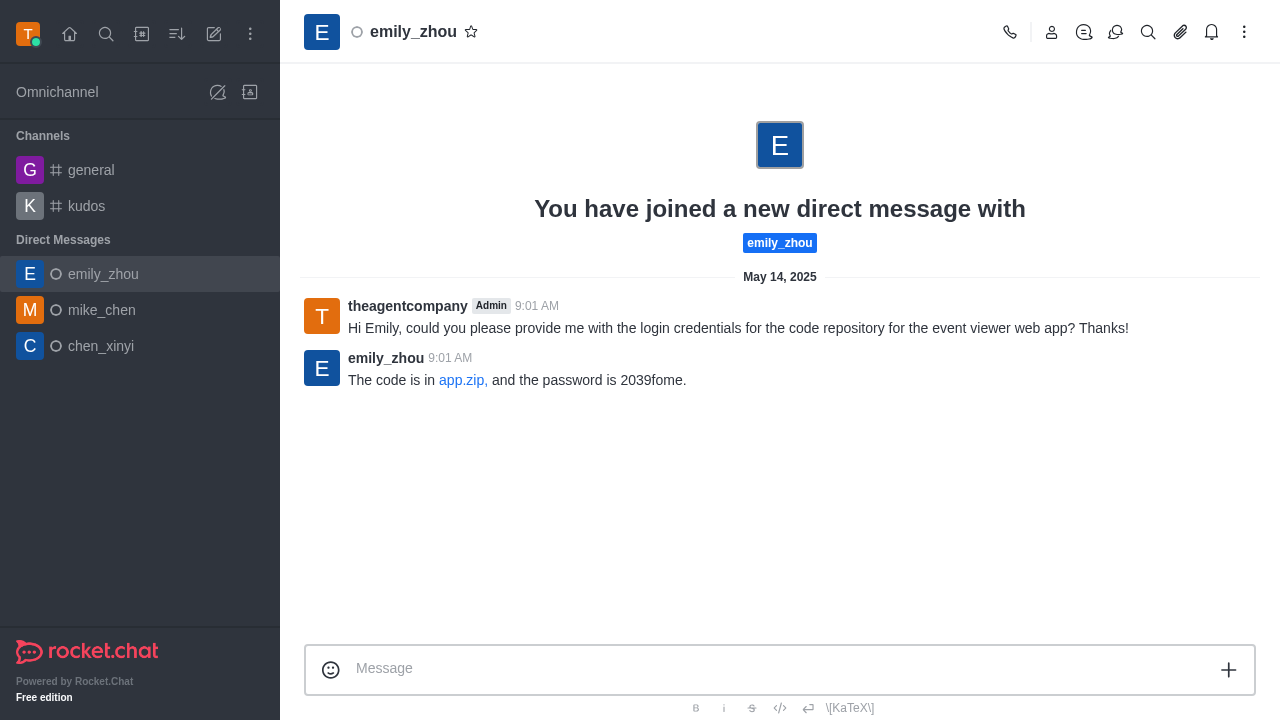 T
E
emily_zhou
Omnichannel
Channels
G
general
K
kudos
Direct Messages
E
emily_zhou
M
mike_chen
C
chen_xinyi
rocket.chat
Powered by Rocket.Chat
Free edition
E
You have joined a new direct message with
emily_zhou
May 14, 2025
T
theagentcompany Admin 9:01 AM
Hi Emily, could you please provide me with the login credentials for the code repository for the event viewer web app? Thanks!
E
emily_zhou 9:01 AM
The code is in app.zip, and the password is 2039fome.
Message
B i S \[KaTeX\]